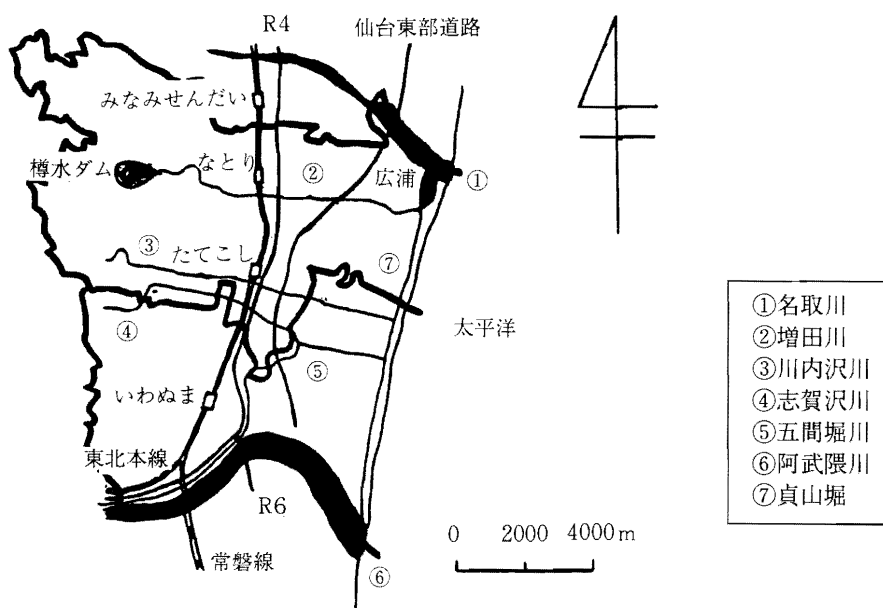 R4
仙台東部道路
みなみせんだい
樽水ダム
なとり
②
広浦
①
③
たてこし
⑦
④
太平洋
⑤
いわぬま
東北本線
R6
常磐線
⑥
0 2000 4000m
①名取川
②増田川
③川内沢川
④志賀沢川
⑤五間堀川
⑥阿武隈川
⑦貞山堀